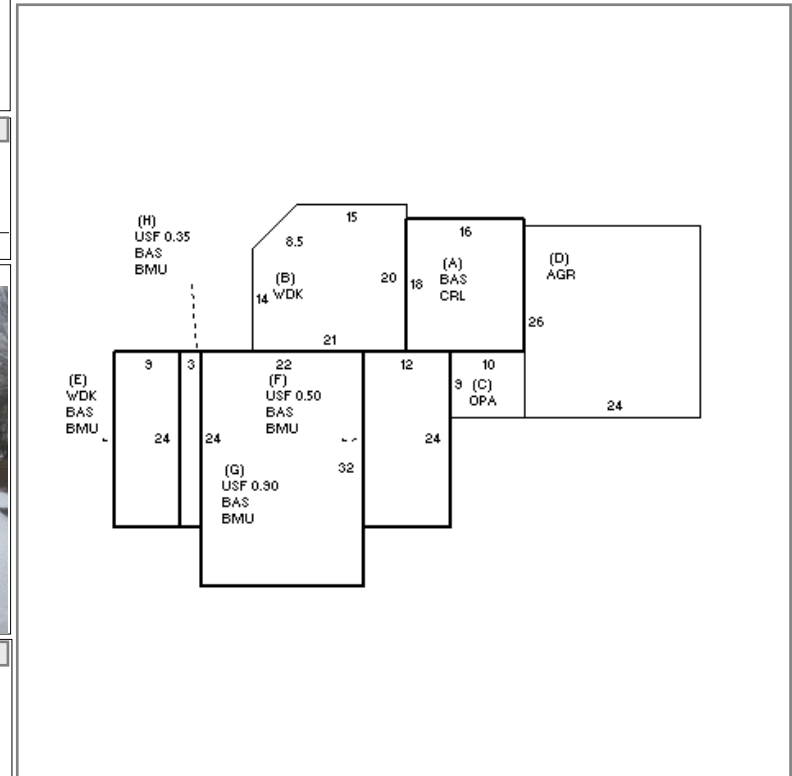 (H)
USF 0.35
BAS
BMU
15
8.5
(B)
WDK
14
20
21
16
(A)
BAS
CRL
18
(D)
AGR
26
24
(E)
WDK
BAS
BMU
9
24
3
22
(F)
USF 0.50
BAS
BMU
24
32
(G)
USF 0.90
BAS
BMU
12
24
10
9
(C)
OPA